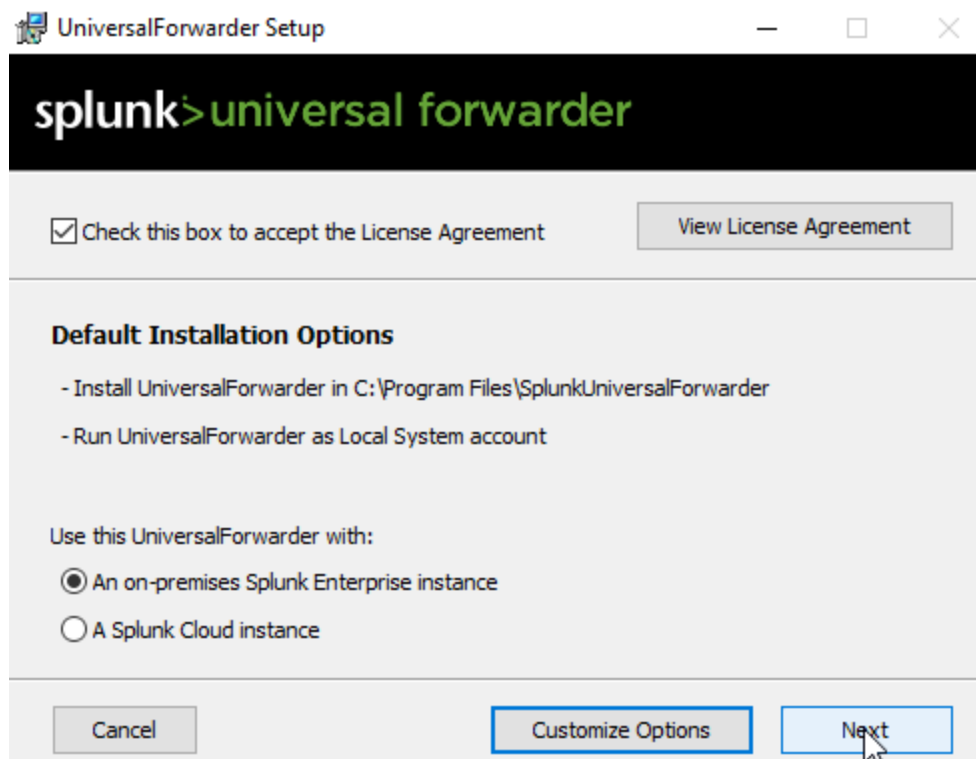 UniversalForwarder Setup
splunk>universal forwarder
Check this box to accept the License Agreement
View License Agreement
Default Installation Options
- Install UniversalForwarder in C:\Program Files\SplunkUniversalForwarder
- Run UniversalForwarder as Local System account
Use this UniversalForwarder with:
An on-premises Splunk Enterprise instance
A Splunk Cloud instance
Cancel
Customize Options
Next